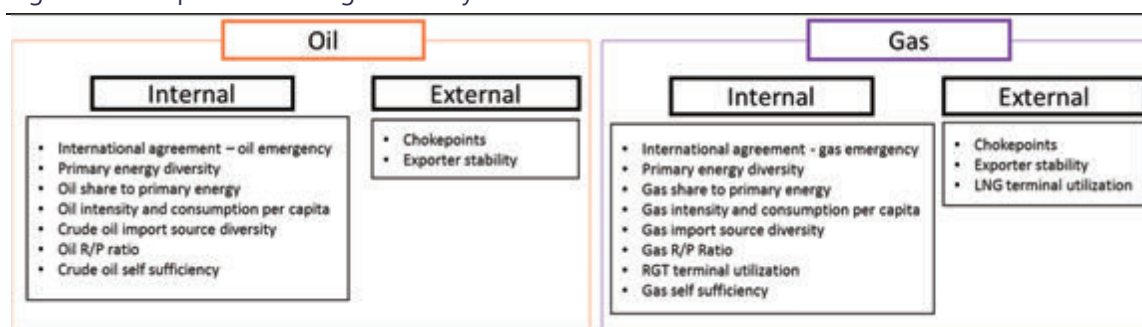 Oil
Internal
• International agreement – oil emergency
• Primary energy diversity
• Oil share to primary energy
• Oil intensity and consumption per capita
• Crude oil import source diversity
• Oil R/P ratio
• Crude oil self sufficiency
External
• Chokepoints
• Exporter stability
Gas
Internal
• International agreement - gas emergency
• Primary energy diversity
• Gas share to primary energy
• Gas intensity and consumption per capita
• Gas import source diversity
• Gas R/P Ratio
• RGT terminal utilization
• Gas self sufficiency
External
• Chokepoints
• Exporter stability
• LNG terminal utilization